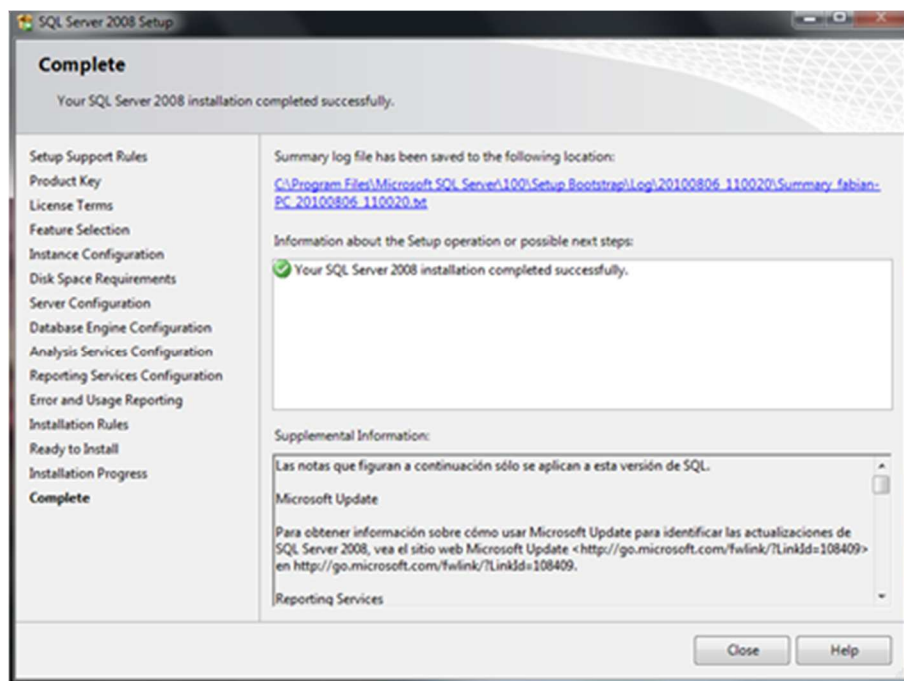 SQL Server 2008 Setup
Complete
Your SQL Server 2008 installation completed successfully.
Setup Support Rules
Product Key
License Terms
Feature Selection
Instance Configuration
Disk Space Requirements
Server Configuration
Database Engine Configuration
Analysis Services Configuration
Reporting Services Configuration
Error and Usage Reporting
Installation Rules
Ready to Install
Installation Progress
Complete
Summary log file has been saved to the following location:
C:\Program Files\Microsoft SQL Server\100\Setup Bootstrap\Log\20100806_110020\Summary_fabian-
PC_20100806_110020.txt
Information about the Setup operation or possible next steps:
Your SQL Server 2008 installation completed successfully.
Supplemental Information:
Las notas que figuran a continuación sólo se aplican a esta versión de SQL.
Microsoft Update
Para obtener información sobre cómo usar Microsoft Update para identificar las actualizaciones de
SQL Server 2008, vea el sitio web Microsoft Update <http://go.microsoft.com/fwlink/?LinkId=108409>
en http://go.microsoft.com/fwlink/?LinkId=108409.
Reporting Services
Close
Help